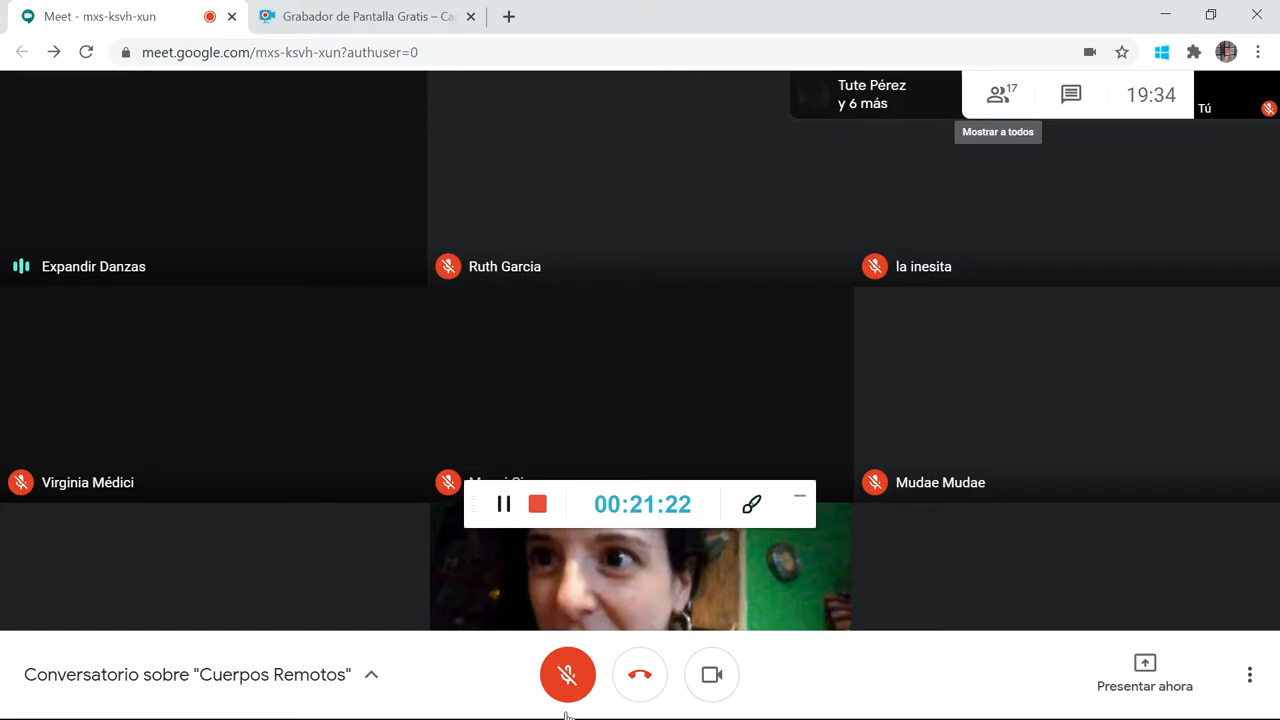 Meet - mxs-ksvh-xun
Grabador de Pantalla Gratis – Ca
meet.google.com/mxs-ksvh-xun?authuser=0
Tute Pérez
y 6 más
17
19:34
Tú
Mostrar a todos
Expandir Danzas
Ruth Garcia
la inesita
Virginia Médici
Mudae Mudae
00:21:22
Conversatorio sobre "Cuerpos Remotos"
Presentar ahora